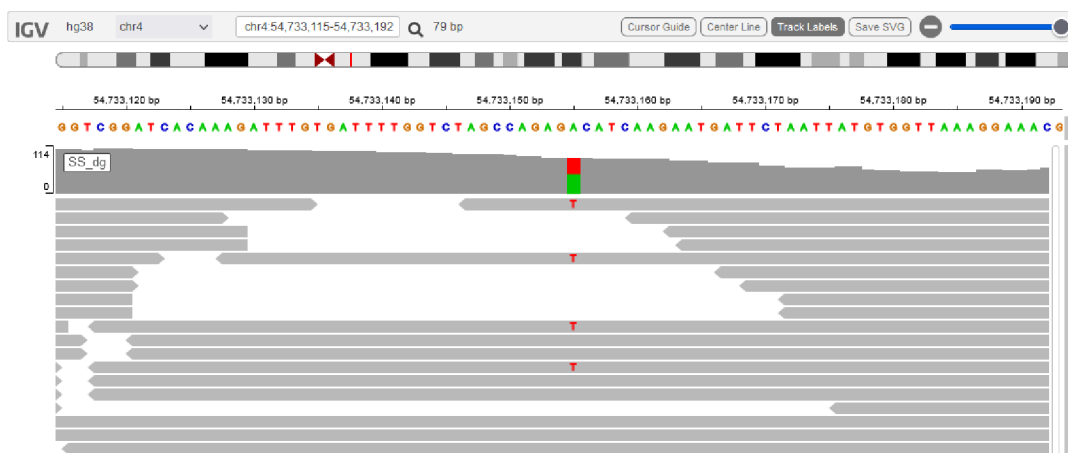 IGV hg38 chr4 chr4:54,733,115-54,733,192 79 bp Cursor Guide Center Line Track Labels Save SVG
54,733,120 bp 54,733,130 bp 54,733,140 bp 54,733,150 bp 54,733,160 bp 54,733,170 bp 54,733,180 bp 54,733,190 bp
G G T C G G A T C A C A A A G A T T T G T G A T T T T G G T C T A G C C A G A G A C A T C A A G A A T G A T T C T A A T T A T G T G G T T A A A G G A A A C G
114
SS_dg
0
T
T
T
T